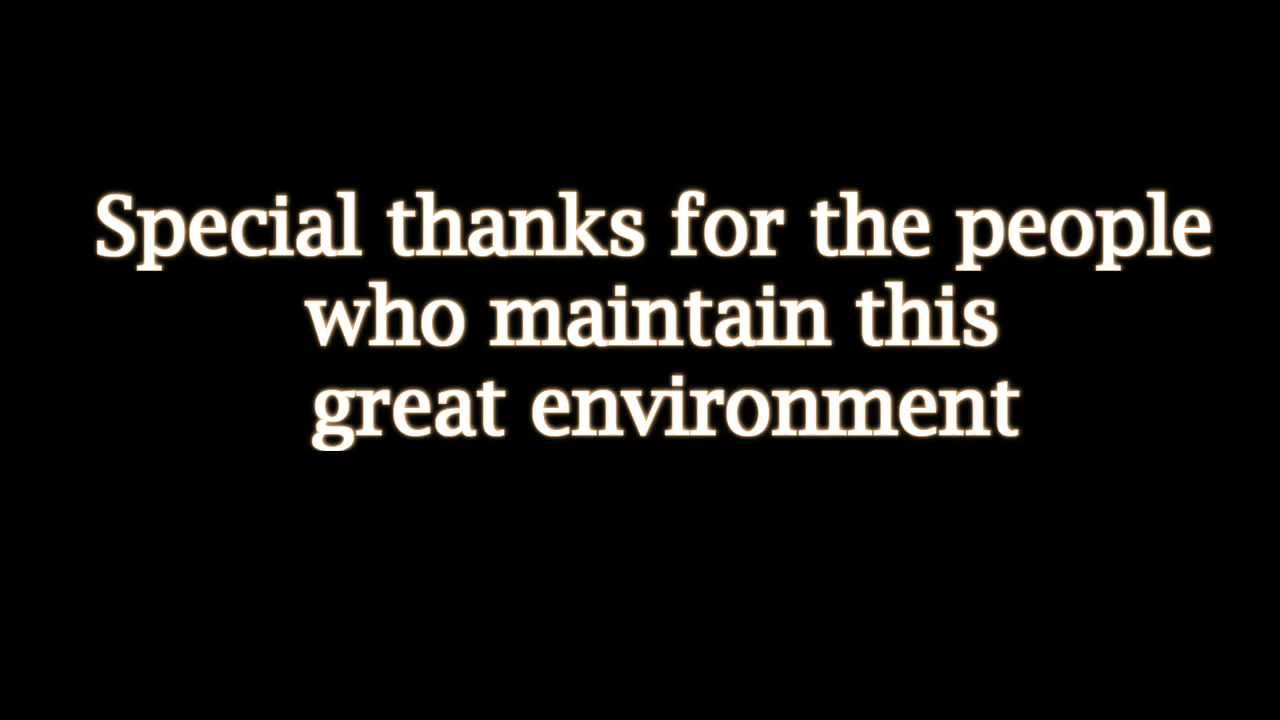 Special thanks for the people
who maintain this
great environment